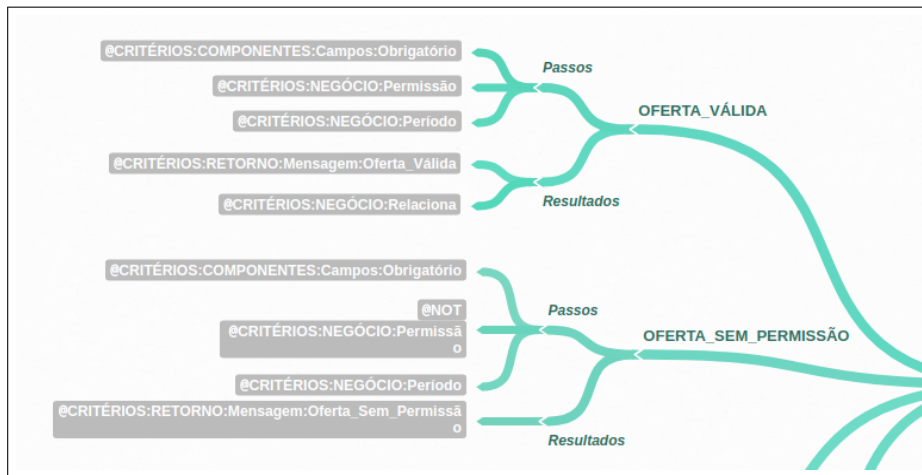 @CRITÉRIOS:COMPONENTES:Campos:Obrigatório
Passos
@CRITÉRIOS:NEGÓCIO:Permissão
OFERTA_VÁLIDA
@CRITÉRIOS:NEGÓCIO:Período
@CRITÉRIOS:RETORNO:Mensagem:Oferta_Válida
Resultados
@CRITÉRIOS:NEGÓCIO:Relaciona
@CRITÉRIOS:COMPONENTES:Campos:Obrigatório
@NOT
Passos
@CRITÉRIOS:NEGÓCIO:Permissã
o
OFERTA_SEM_PERMISSÃO
@CRITÉRIOS:NEGÓCIO:Período
@CRITÉRIOS:RETORNO:Mensagem:Oferta_Sem_Permissã
o
Resultados